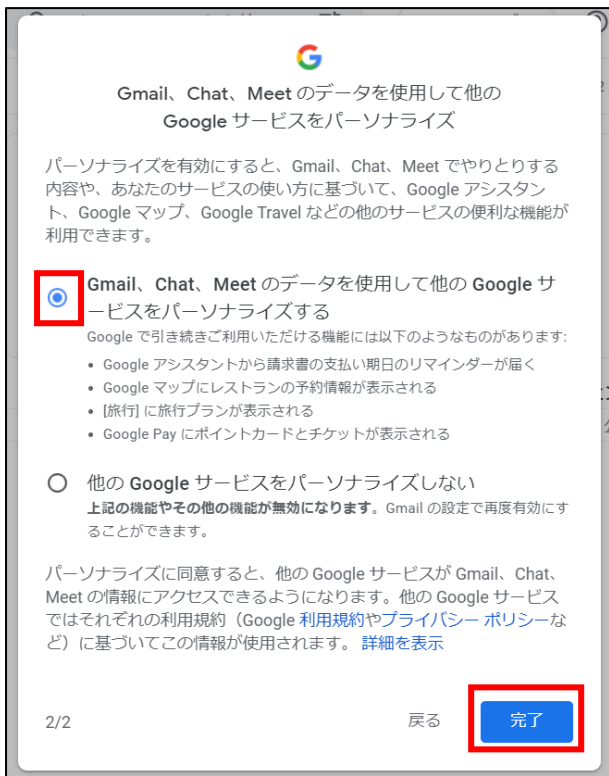 Gmail、Chat、Meet のデータを使用して他の
Google サービスをパーソナライズ
パーソナライズを有効にすると、Gmail、Chat、Meet でやりとりする
内容や、あなたのサービスの使い方に基づいて、Google アシスタン
ト、Google マップ、Google Travel などの他のサービスの便利な機能が
利用できます。
Gmail、Chat、Meet のデータを使用して他の Google サ
ービスをパーソナライズする
Google で引き続きご利用いただける機能には以下のようなものがあります:
• Google アシスタントから請求書の支払い期日のリマインダーが届く
• Google マップにレストランの予約情報が表示される
• [旅行] に旅行プランが表示される
• Google Pay にポイントカードとチケットが表示される
他の Google サービスをパーソナライズしない
上記の機能やその他の機能が無効になります。Gmail の設定で再度有効にす
ることができます。
パーソナライズに同意すると、他の Google サービスが Gmail、Chat、
Meet の情報にアクセスできるようになります。他の Google サービス
ではそれぞれの利用規約（Google 利用規約やプライバシー ポリシーな
ど）に基づいてこの情報が使用されます。 詳細を表示
2/2
戻る
完了